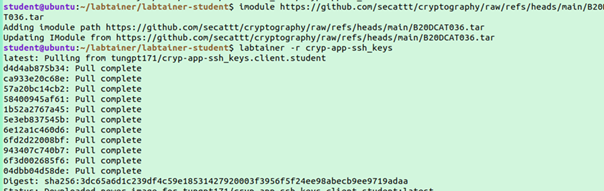 student@ubuntu:~/labtainer/labtainer-student$ imodule https://github.com/secattt/cryptography/raw/refs/heads/main/B20DCA
T036.tar
Adding imodule path https://github.com/secattt/cryptography/raw/refs/heads/main/B20DCAT036.tar
Updating IModule from https://github.com/secattt/cryptography/raw/refs/heads/main/B20DCAT036.tar
student@ubuntu:~/labtainer/labtainer-student$ labtainer -r cryp-app-ssh_keys
latest: Pulling from tungpt171/cryp-app-ssh_keys.client.student
d4d4ab875b34: Pull complete
ca933e20c68e: Pull complete
57a20bc14cb2: Pull complete
58400945af61: Pull complete
1b52a2767a45: Pull complete
5e3eb837545b: Pull complete
6e12a1c460d6: Pull complete
6fd2d22008bf: Pull complete
943407c740b7: Pull complete
6f3d002685f6: Pull complete
04dbb04d58de: Pull complete
Digest: sha256:3dc65a6d1c239df4c59e18531427920003f3956f5f24ee98abecb9ee9719adaa
Status: Downloaded newer image for tungpt171/cryp-app-ssh_keys.client.student:latest